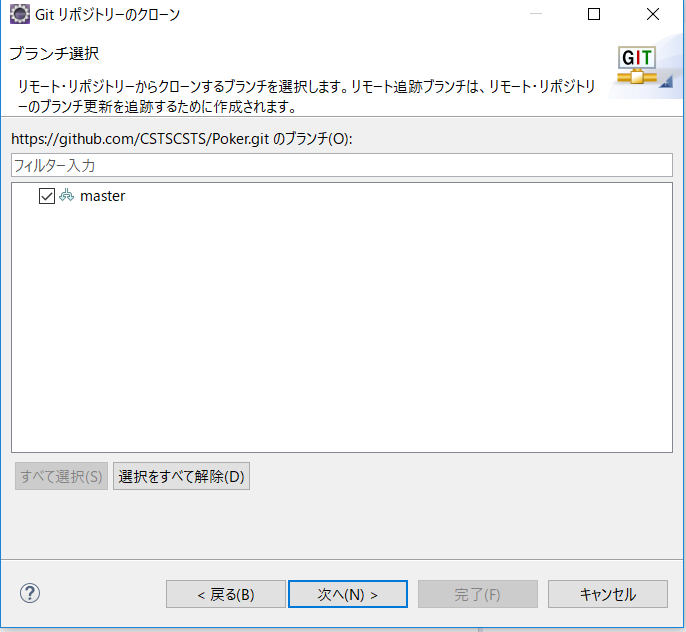 Git リポジトリーのクローン
ブランチ選択
GIT
リモート・リポジトリーからクローンするブランチを選択します。リモート追跡ブランチは、リモート・リポジトリ
ーのブランチ更新を追跡するために作成されます。
https://github.com/CSTSCSTS/Poker.git のブランチ(O):
フィルター入力
master
すべて選択(S) 選択をすべて解除(D)
? < 戻る(B) 次へ(N) > 完了(F) キャンセル